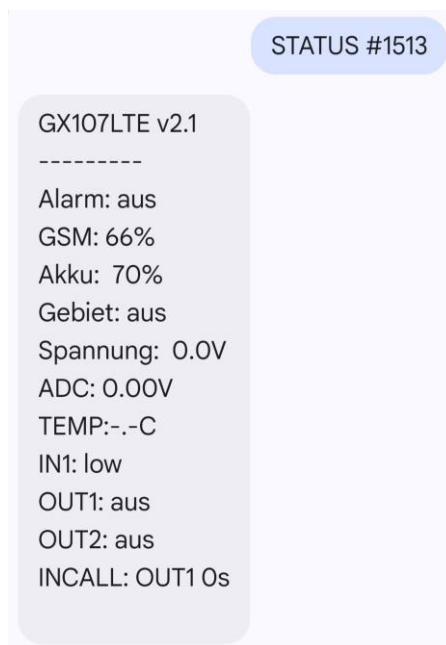 STATUS #1513
GX107LTE v2.1
---------
Alarm: aus
GSM: 66%
Akku:  70%
Gebiet: aus
Spannung:  0.0V
ADC: 0.00V
TEMP:-.-C
IN1: low
OUT1: aus
OUT2: aus
INCALL: OUT1 0s